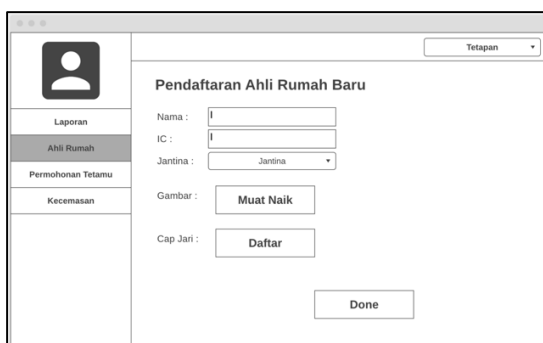 Tetapan
Laporan
Ahli Rumah
Permohonan Tetamu
Kecemasan
Pendaftaran Ahli Rumah Baru
Nama :
IC :
Jantina : Jantina
Gambar : Muat Naik
Cap Jari : Daftar
Done